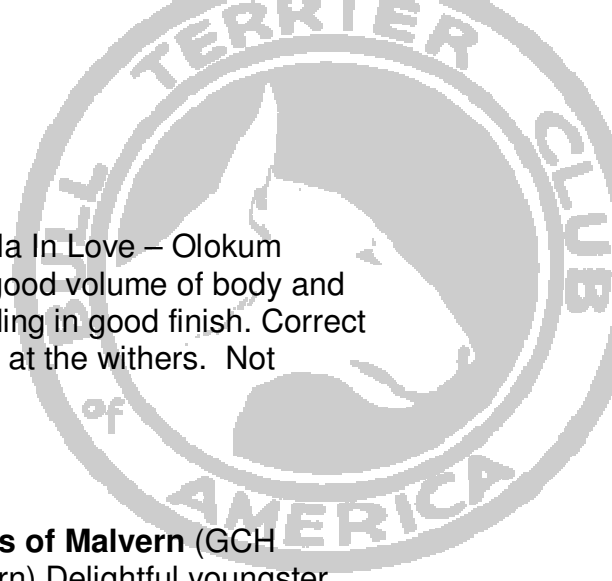 BULL TERRIER CLUB
of
AMERICA
la In Love – Olokum
good volume of body and
ling in good finish. Correct
at the withers.  Not
s of Malvern (GCH
rn) Delightful youngster